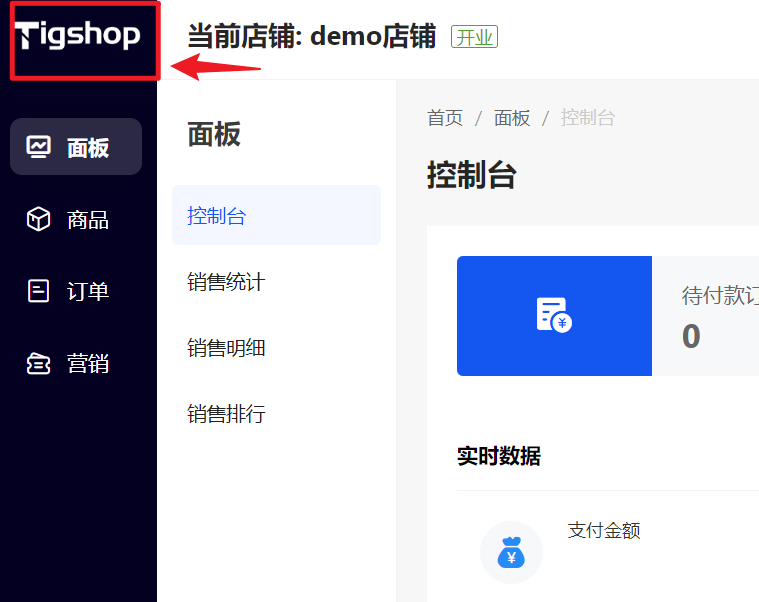 Tigshop
当前店铺: demo店铺 开业
面板
商品
订单
营销
面板
控制台
销售统计
销售明细
销售排行
首页 / 面板 / 控制台
控制台
待付款
0
实时数据
¥ 支付金额